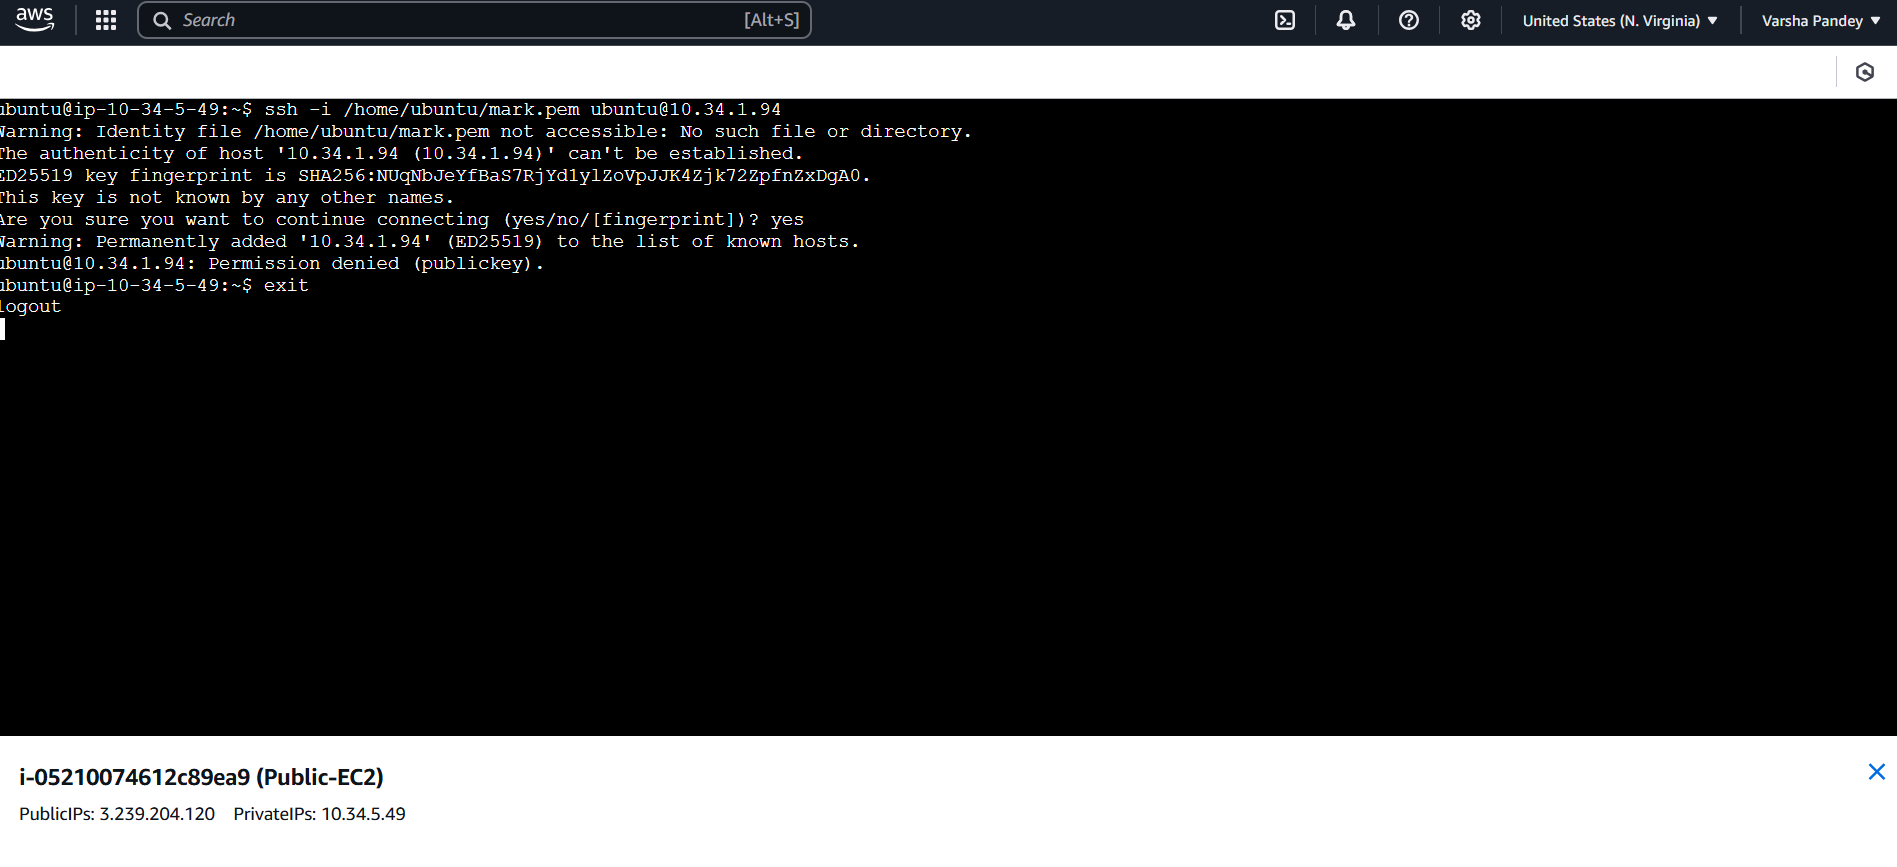 aws
Search [Alt+S]
United States (N. Virginia)
Varsha Pandey
ubuntu@ip-10-34-5-49:~$ ssh -i /home/ubuntu/mark.pem ubuntu@10.34.1.94
Warning: Identity file /home/ubuntu/mark.pem not accessible: No such file or directory.
The authenticity of host '10.34.1.94 (10.34.1.94)' can't be established.
ED25519 key fingerprint is SHA256:NUqNbJeYfBaS7RjYd1ylZoVpJJK4Zjk72ZpfnZxDgA0.
This key is not known by any other names.
Are you sure you want to continue connecting (yes/no/[fingerprint])? yes
Warning: Permanently added '10.34.1.94' (ED25519) to the list of known hosts.
ubuntu@10.34.1.94: Permission denied (publickey).
ubuntu@ip-10-34-5-49:~$ exit
logout
i-05210074612c89ea9 (Public-EC2)
PublicIPs: 3.239.204.120 PrivateIPs: 10.34.5.49